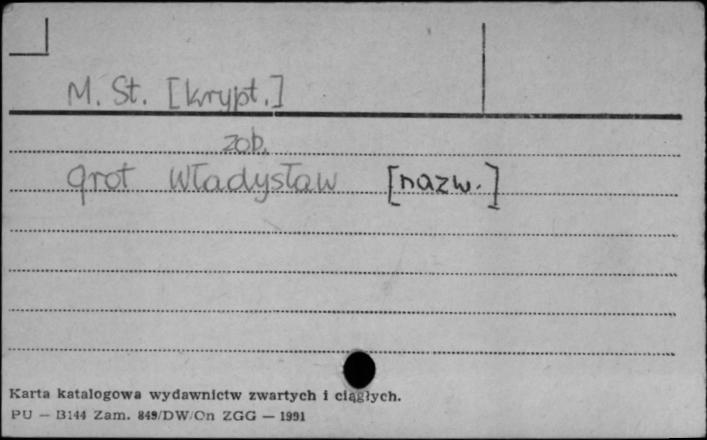 M. St. [krypt.]
zob.
Grot Władysław [nazw.]
Karta katalogowa wydawnictw zwartych i ciągłych.
PU — B144 Zam. 849/DW/On ZGG — 1991